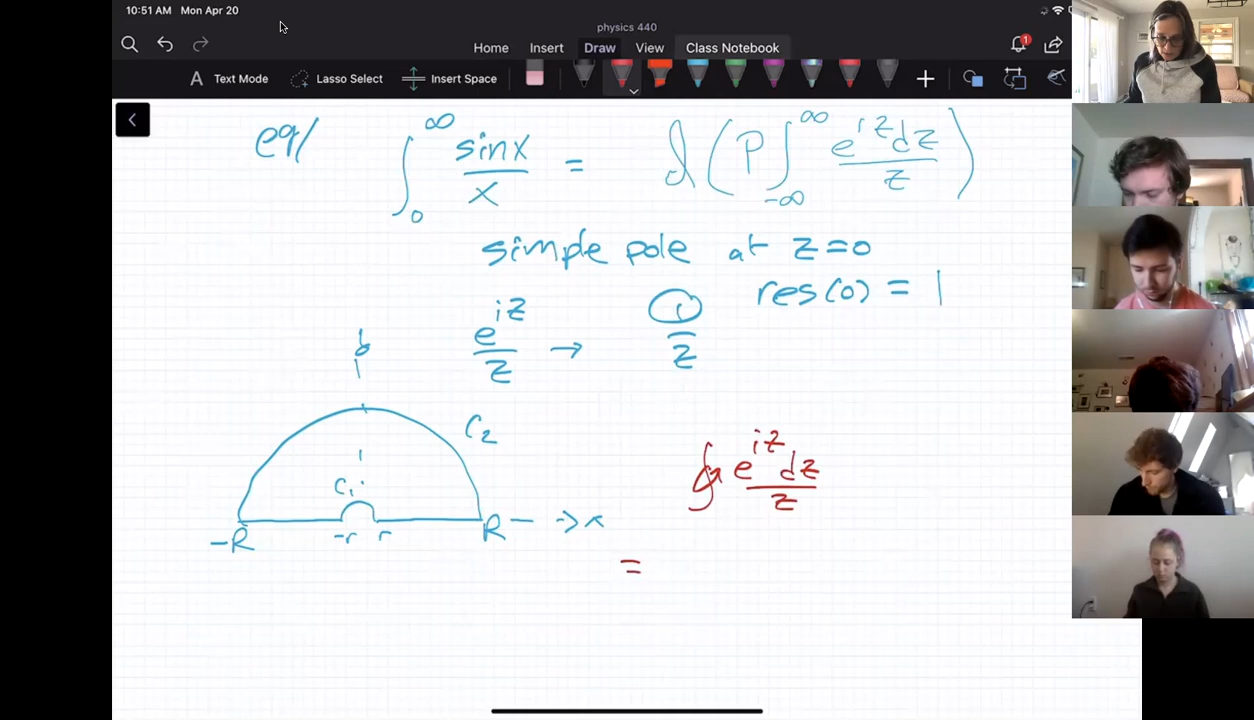 10:51 AM Mon Apr 20
physics 440
Home Insert Draw View Class Notebook
1
A Text Mode Lasso Select Insert Space
eg/ ∫₀^∞ sinx/x = ℐ(P∫_{-∞}^{∞} e^{iz}dz/z)
simple pole at z=0
res(0) = 1
e^{iz}/z → 1/z
C₂
C₁
-R -r r R → x
∮ e^{iz}dz/z
=